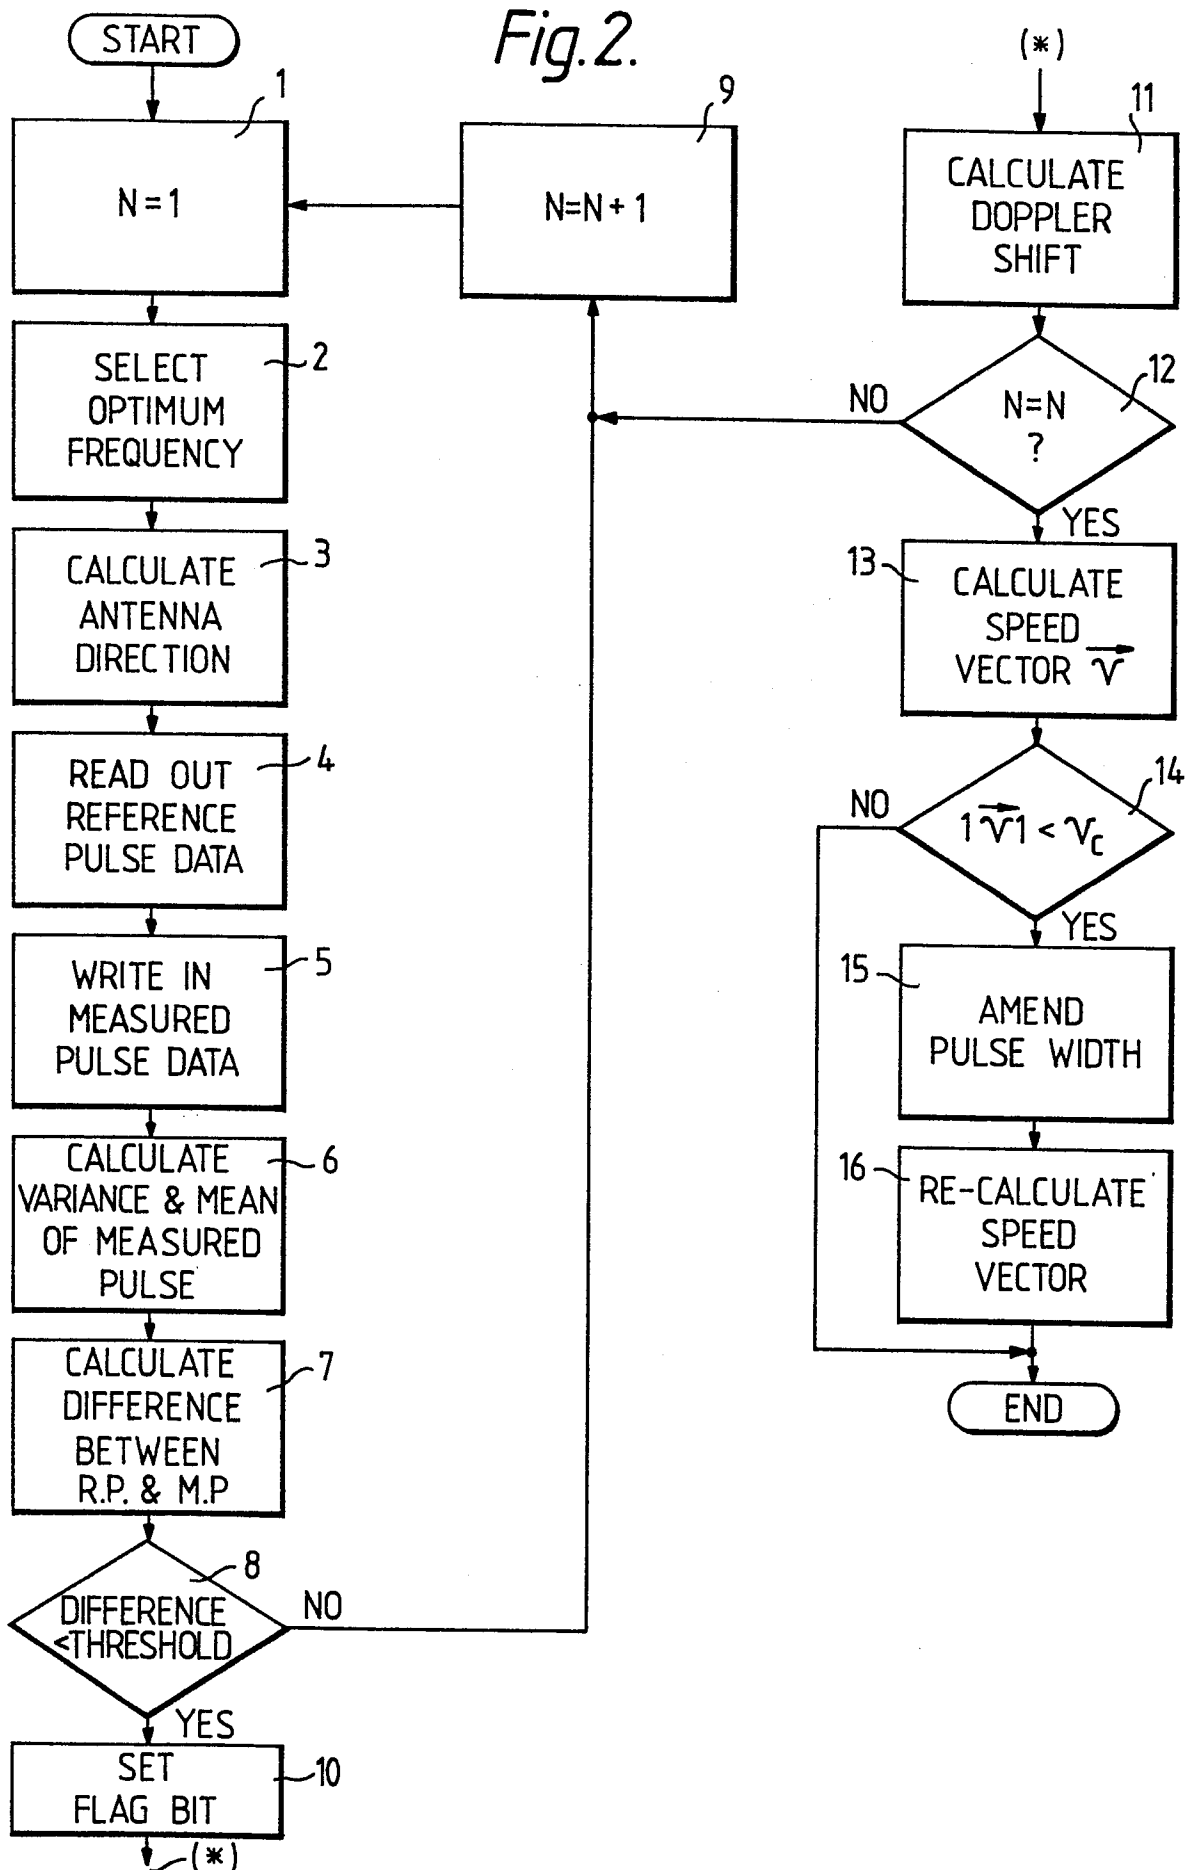 Fig. 2.
START
1
N=1
2
SELECT
OPTIMUM
FREQUENCY
3
CALCULATE
ANTENNA
DIRECTION
4
READ OUT
REFERENCE
PULSE DATA
5
WRITE IN
MEASURED
PULSE DATA
6
CALCULATE
VARIANCE & MEAN
OF MEASURED
PULSE
7
CALCULATE
DIFFERENCE
BETWEEN
R.P. & M.P
8
DIFFERENCE
<THRESHOLD
NO
YES
10
SET
FLAG BIT
(*)
9
N=N+1
(*)
11
CALCULATE
DOPPLER
SHIFT
12
N=N
?
NO
YES
13
CALCULATE
SPEED
VECTOR v⃗
14
|v⃗| < vc
NO
YES
15
AMEND
PULSE WIDTH
16
RE-CALCULATE
SPEED
VECTOR
END